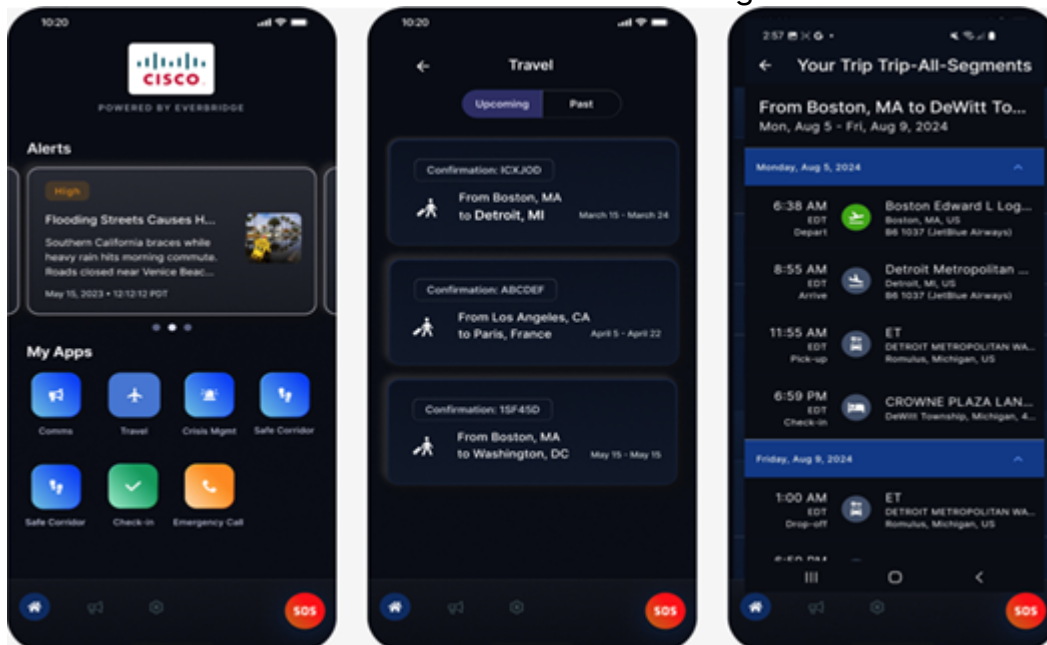 10:20
CISCO
POWERED BY EVERBRIDGE
Alerts
High
Flooding Streets Causes H...
Southern California braces while
heavy rain hits morning commute.
Roads closed near Venice Beac...
May 15, 2023 • 12:12:12 PDT
My Apps
Comms
Travel
Crisis Mgmt
Safe Corridor
Safe Corridor
Check-in
Emergency Call
SOS
10:20
Travel
Upcoming
Past
Confirmation: ICXJOD
From Boston, MA
to Detroit, MI
March 15 - March 24
Confirmation: ABCDEF
From Los Angeles, CA
to Paris, France
April 5 - April 22
Confirmation: 1SF45D
From Boston, MA
to Washington, DC
May 15 - May 15
SOS
2:57
Your Trip Trip-All-Segments
From Boston, MA to DeWitt To...
Mon, Aug 5 - Fri, Aug 9, 2024
Monday, Aug 5, 2024
6:38 AM
EDT
Depart
Boston Edward L Log...
Boston, MA, US
B6 1037 (JetBlue Airways)
8:55 AM
EDT
Arrive
Detroit Metropolitan ...
Detroit, MI, US
B6 1037 (JetBlue Airways)
11:55 AM
EDT
Pick-up
ET
DETROIT METROPOLITAN WA...
Romulus, Michigan, US
6:59 PM
EDT
Check-in
CROWNE PLAZA LAN...
DeWitt Township, Michigan, 4...
Friday, Aug 9, 2024
1:00 AM
EDT
Drop-off
ET
DETROIT METROPOLITAN WA...
Romulus, Michigan, US
SOS